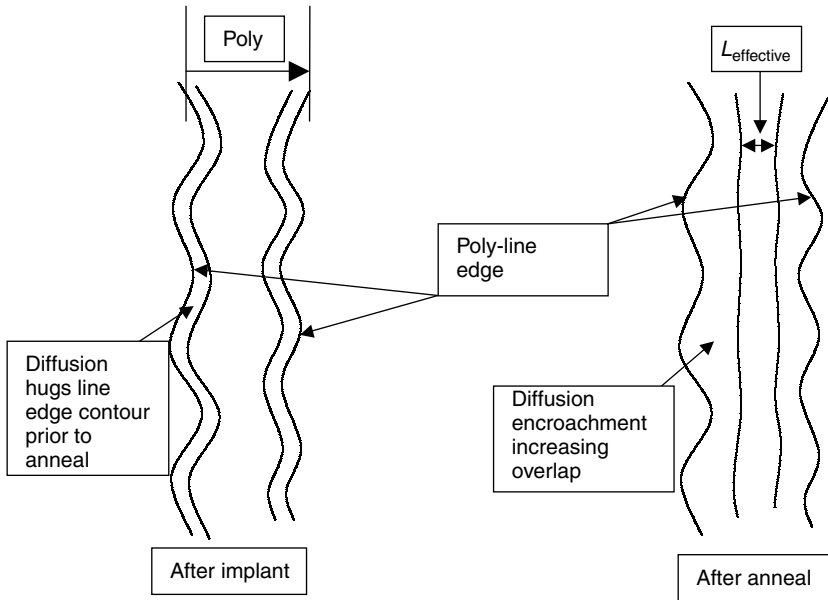 Poly
L effective
Poly-line
edge
Diffusion
hugs line
edge contour
prior to
anneal
Diffusion
encroachment
increasing
overlap
After implant
After anneal